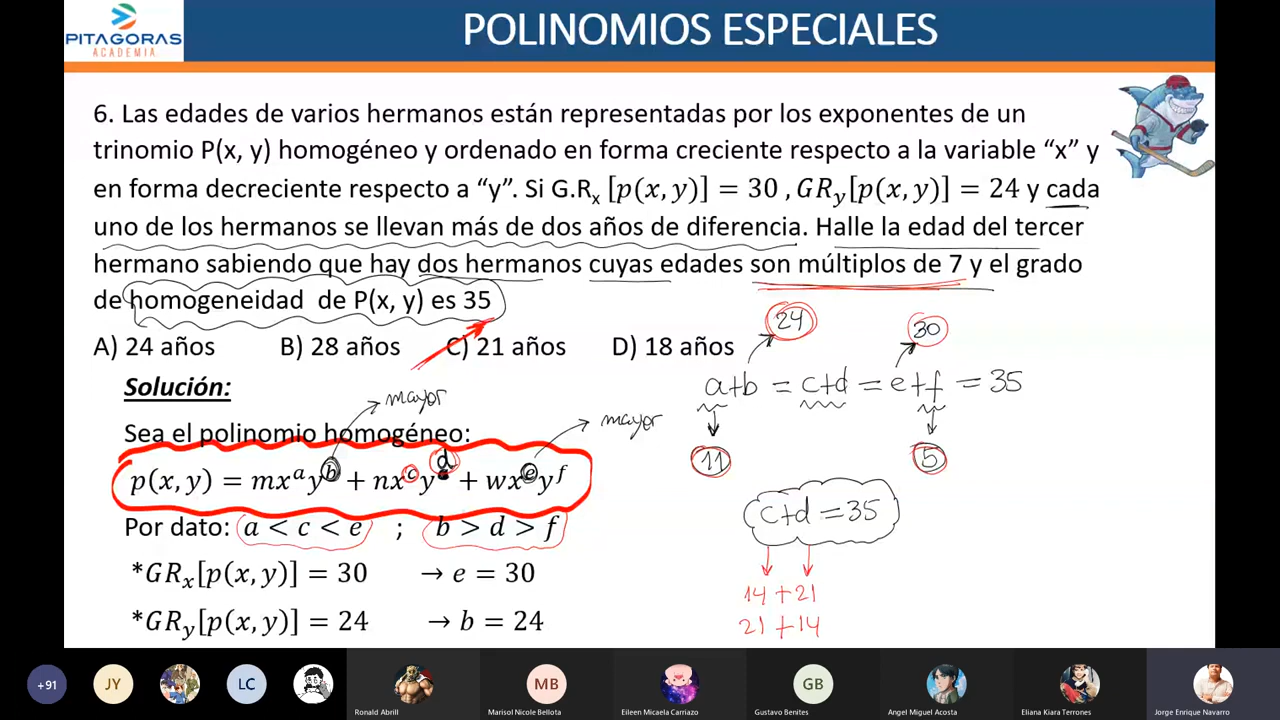 PITAGORAS
ACADEMIA
POLINOMIOS ESPECIALES
6. Las edades de varios hermanos están representadas por los exponentes de un
trinomio P(x, y) homogéneo y ordenado en forma creciente respecto a la variable “x” y
en forma decreciente respecto a “y”. Si G.Rₓ [p(x, y)] = 30 , GRᵧ[p(x, y)] = 24 y cada
uno de los hermanos se llevan más de dos años de diferencia. Halle la edad del tercer
hermano sabiendo que hay dos hermanos cuyas edades son múltiplos de 7 y el grado
de homogeneidad de P(x, y) es 35
A) 24 años B) 28 años C) 21 años D) 18 años
24 30
a+b = c+d = e+f = 35
11 5
Solución:
mayor
mayor
Sea el polinomio homogéneo:
p(x, y) = mxᵃyᵇ + nxᶜyᵈ + wxᵉyᶠ
Por dato: a < c < e ; b > d > f
*GRₓ[p(x, y)] = 30 → e = 30
*GRᵧ[p(x, y)] = 24 → b = 24
c+d = 35
14 + 21
21 + 14
+91 JY LC MB GB
Ronald Abrill Marisol Nicole Bellota Eileen Micaela Carriazo Gustavo Benites Angel Miguel Acosta Eliana Kiara Terrones Jorge Enrique Navarro